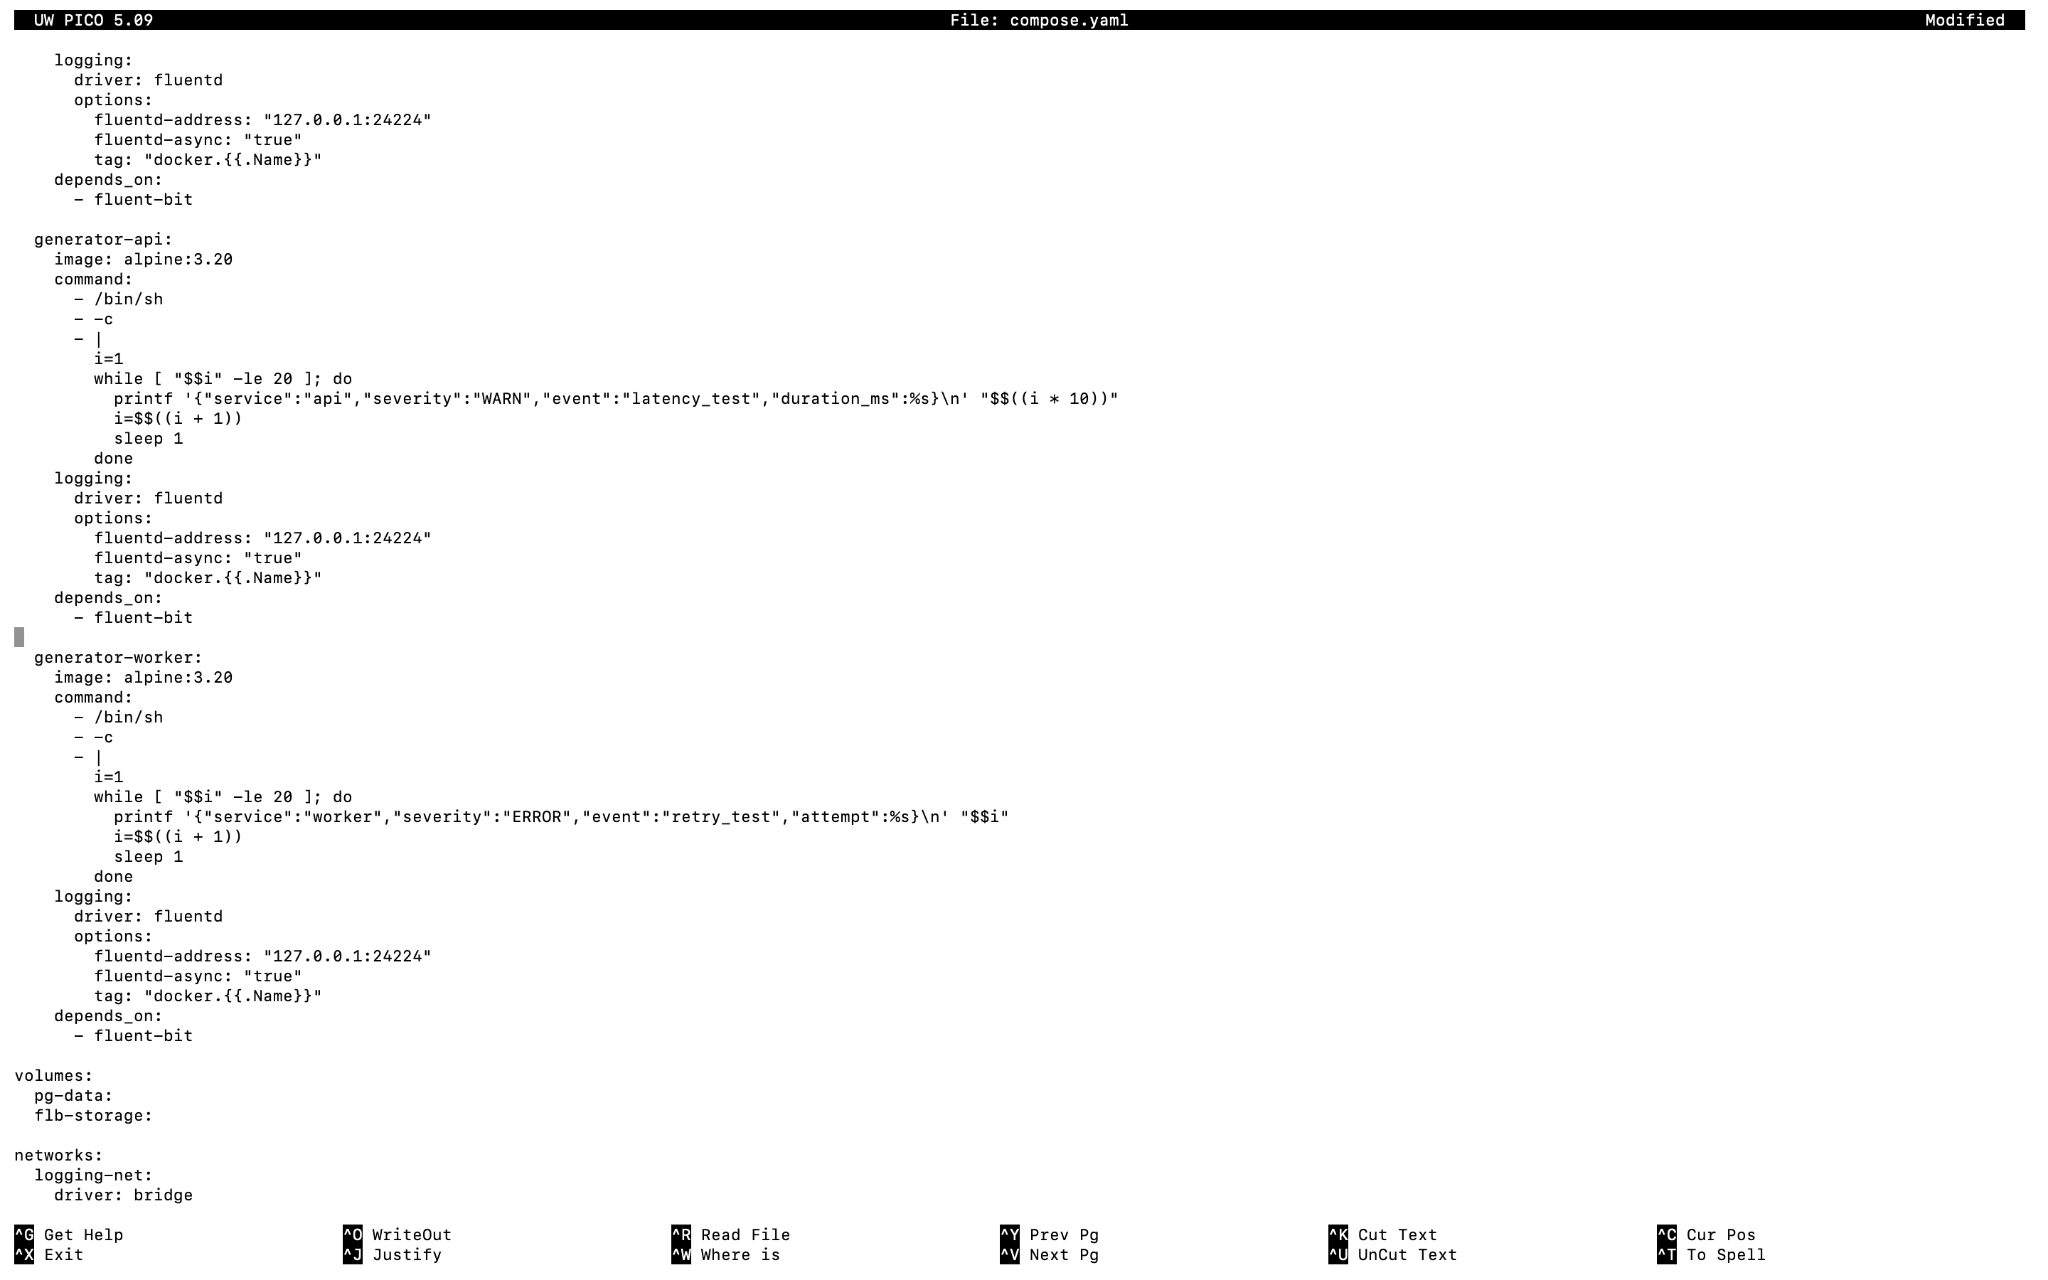 UW PICO 5.09 File: compose.yaml Modified
    logging:
      driver: fluentd
      options:
        fluentd-address: "127.0.0.1:24224"
        fluentd-async: "true"
        tag: "docker.{{.Name}}"
    depends_on:
      - fluent-bit

  generator-api:
    image: alpine:3.20
    command:
      - /bin/sh
      - -c
      - |
        i=1
        while [ "$$i" -le 20 ]; do
          printf '{"service":"api","severity":"WARN","event":"latency_test","duration_ms":%s}\n' "$$((i * 10))"
          i=$$((i + 1))
          sleep 1
        done
    logging:
      driver: fluentd
      options:
        fluentd-address: "127.0.0.1:24224"
        fluentd-async: "true"
        tag: "docker.{{.Name}}"
    depends_on:
      - fluent-bit

  generator-worker:
    image: alpine:3.20
    command:
      - /bin/sh
      - -c
      - |
        i=1
        while [ "$$i" -le 20 ]; do
          printf '{"service":"worker","severity":"ERROR","event":"retry_test","attempt":%s}\n' "$$i"
          i=$$((i + 1))
          sleep 1
        done
    logging:
      driver: fluentd
      options:
        fluentd-address: "127.0.0.1:24224"
        fluentd-async: "true"
        tag: "docker.{{.Name}}"
    depends_on:
      - fluent-bit

volumes:
  pg-data:
  flb-storage:

networks:
  logging-net:
    driver: bridge

^G Get Help ^O WriteOut ^R Read File ^Y Prev Pg ^K Cut Text ^C Cur Pos
^X Exit ^J Justify ^W Where is ^V Next Pg ^U UnCut Text ^T To Spell